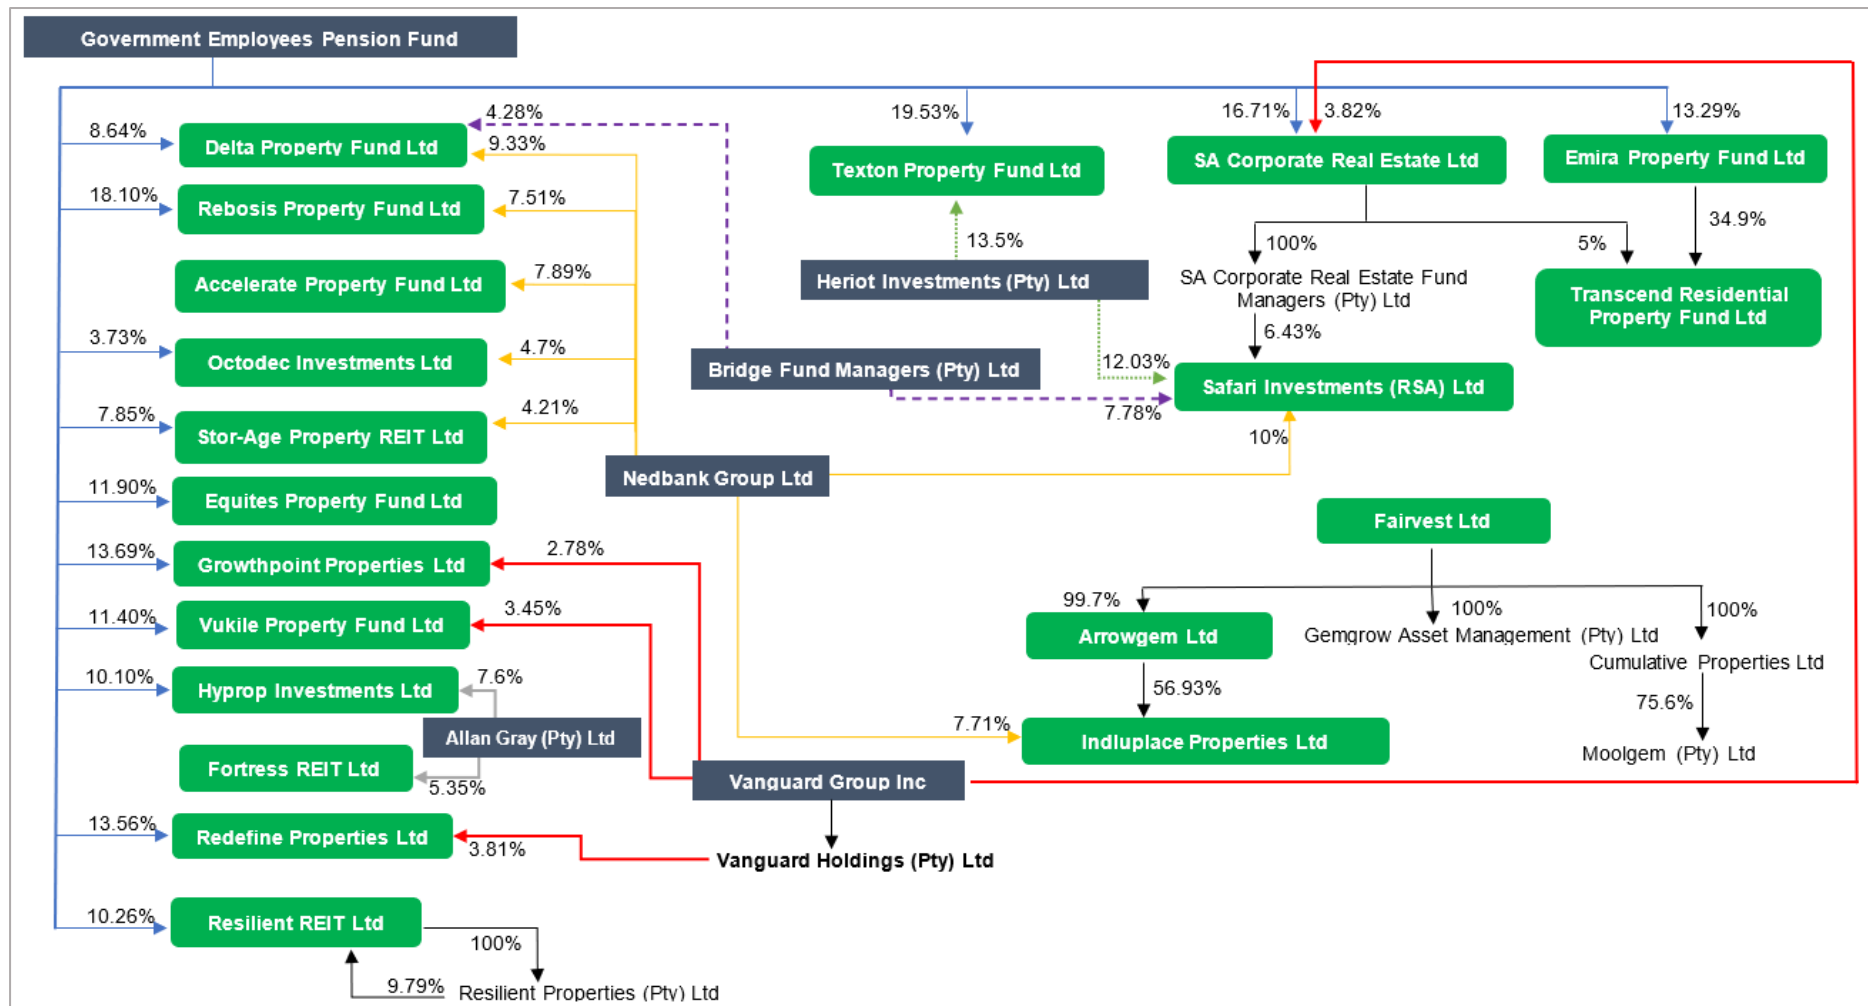 Government Employees Pension Fund
8.64%
Delta Property Fund Ltd
4.28%
9.33%
19.53%
Texton Property Fund Ltd
16.71%
3.82%
SA Corporate Real Estate Ltd
13.29%
Emira Property Fund Ltd
18.10%
Rebosis Property Fund Ltd
7.51%
13.5%
100%
5%
34.9%
Accelerate Property Fund Ltd
7.89%
Heriot Investments (Pty) Ltd
SA Corporate Real Estate Fund
Managers (Pty) Ltd
Transcend Residential
Property Fund Ltd
3.73%
Octodec Investments Ltd
4.7%
Bridge Fund Managers (Pty) Ltd
12.03%
6.43%
Safari Investments (RSA) Ltd
7.78%
7.85%
Stor-Age Property REIT Ltd
4.21%
10%
Nedbank Group Ltd
11.90%
Equites Property Fund Ltd
Fairvest Ltd
13.69%
Growthpoint Properties Ltd
2.78%
11.40%
Vukile Property Fund Ltd
3.45%
99.7%
Arrowgem Ltd
100%
Gemgrow Asset Management (Pty) Ltd
100%
Cumulative Properties Ltd
10.10%
Hyprop Investments Ltd
7.6%
56.93%
75.6%
Allan Gray (Pty) Ltd
7.71%
Indluplace Properties Ltd
Moolgem (Pty) Ltd
Fortress REIT Ltd
5.35%
Vanguard Group Inc
13.56%
Redefine Properties Ltd
3.81%
Vanguard Holdings (Pty) Ltd
10.26%
Resilient REIT Ltd
100%
9.79%
Resilient Properties (Pty) Ltd